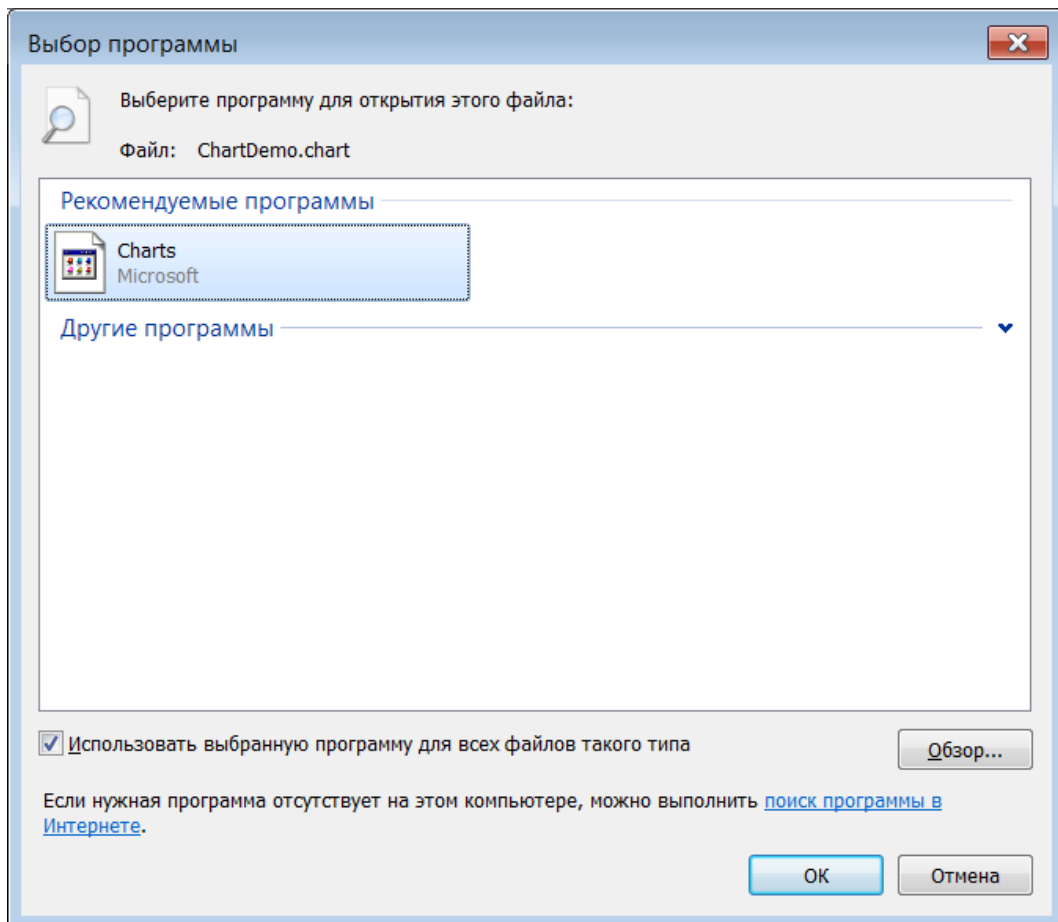 Выбор программы
Выберите программу для открытия этого файла:
Файл: ChartDemo.chart
Рекомендуемые программы
Charts
Microsoft
Другие программы
Использовать выбранную программу для всех файлов такого типа
Обзор...
Если нужная программа отсутствует на этом компьютере, можно выполнить поиск программы в
Интернете.
ОК
Отмена